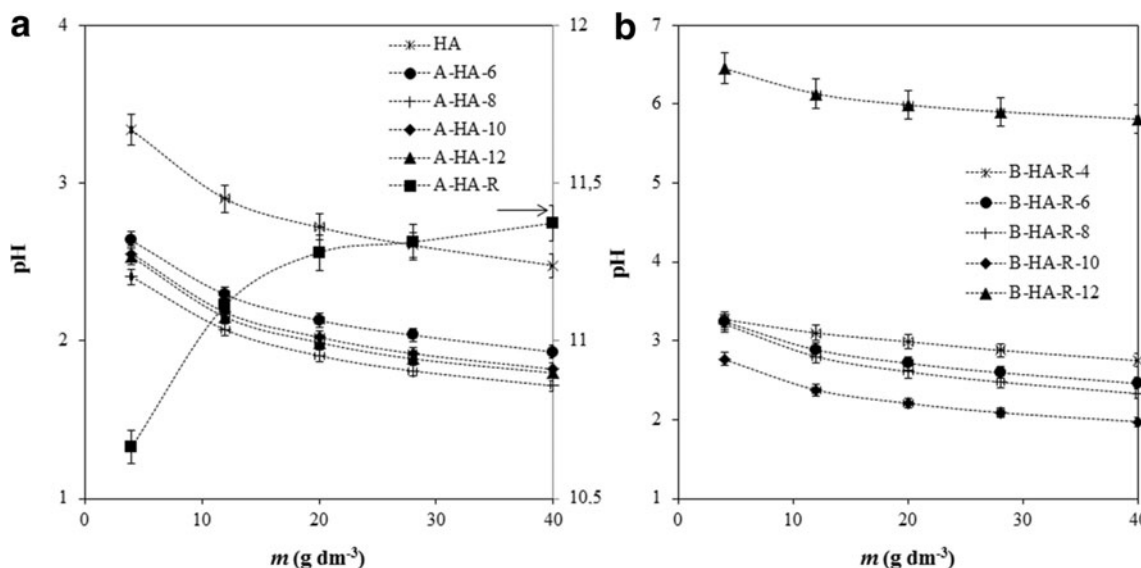 a
4
3
2
1
pH
0
10
20
30
40
m (g dm⁻³)
12
11,5
11
10.5
HA
A-HA-6
A-HA-8
A-HA-10
A-HA-12
A-HA-R
b
7
6
5
4
3
2
1
pH
0
10
20
30
40
m (g dm⁻³)
B-HA-R-4
B-HA-R-6
B-HA-R-8
B-HA-R-10
B-HA-R-12